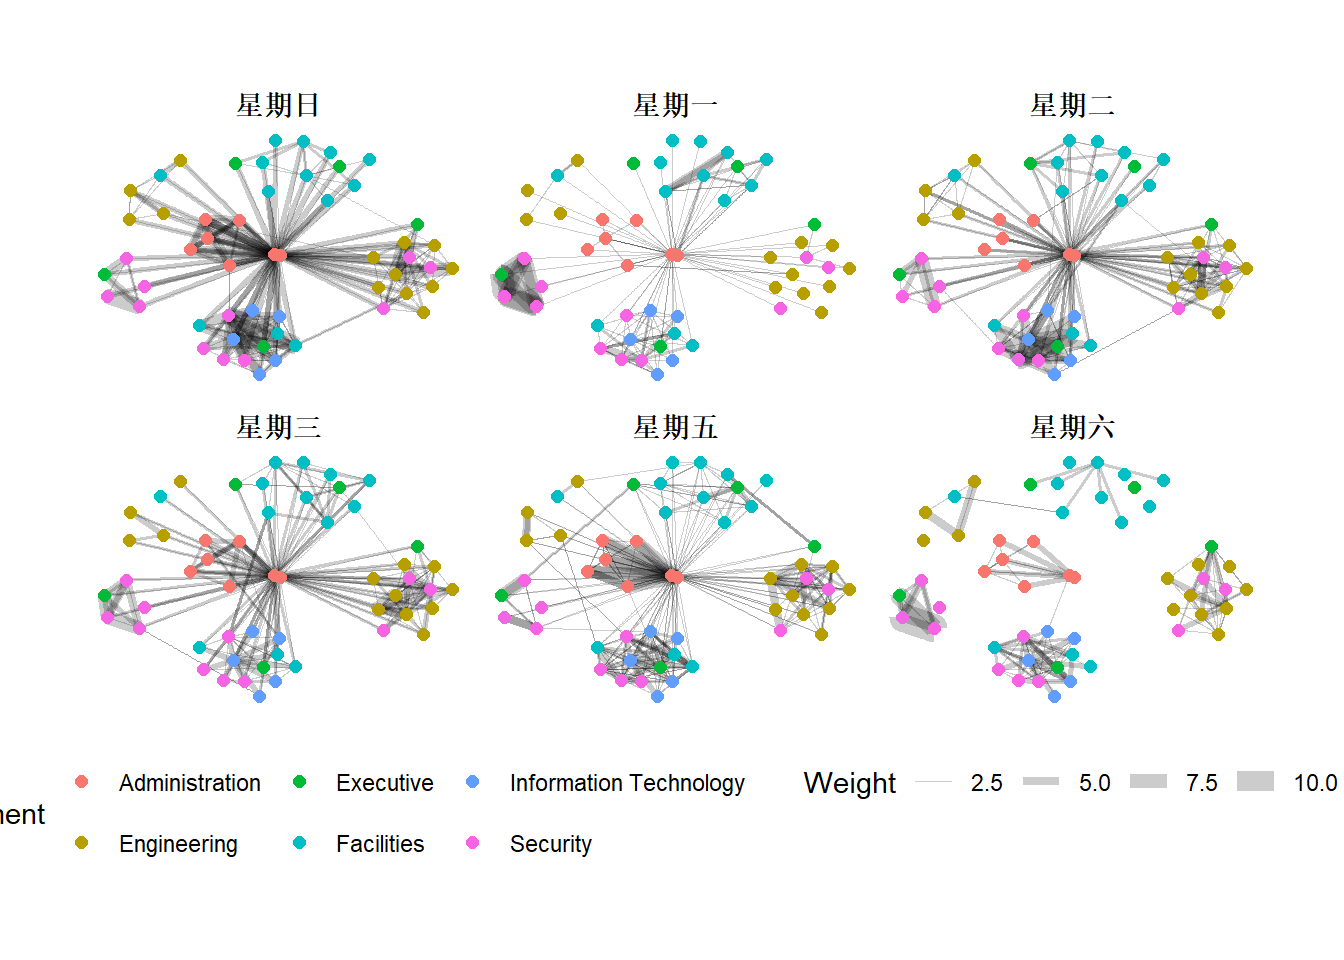 星期日
星期一
星期二
星期三
星期五
星期六
Administration
Executive
Information Technology
Weight
2.5
5.0
7.5
10.0
ment
Engineering
Facilities
Security